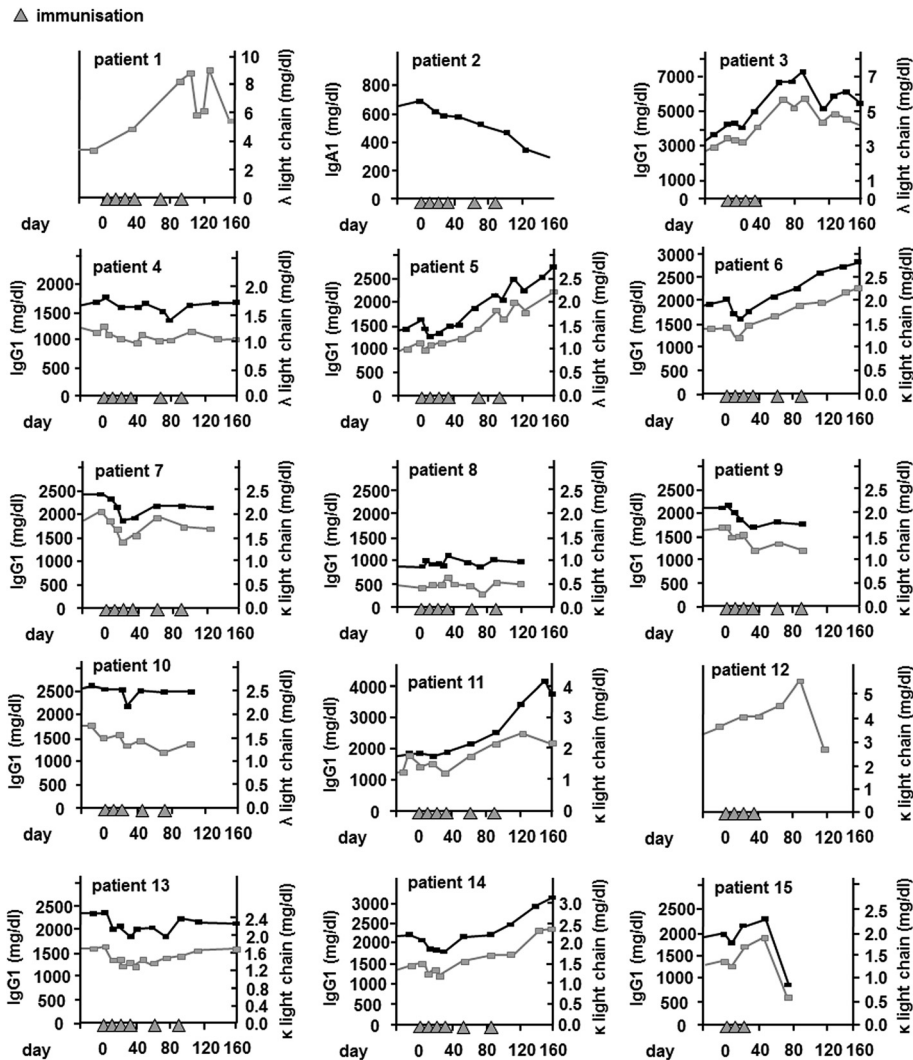 immunisation
patient 1
10
8
6
4
2
0
λ light chain (mg/dl)
day
0 40 80 120 160
patient 2
IgA1 (mg/dl)
800
600
400
200
0
0 40 80 120 160
patient 3
IgG1 (mg/dl)
7000
5000
3000
1000
0
7
5
3
1
0
λ light chain (mg/dl)
0 40 80 120 160
patient 4
IgG1 (mg/dl)
2000
1500
1000
500
0
2.0
1.5
1.0
0.5
0.0
λ light chain (mg/dl)
day
0 40 80 120 160
patient 5
IgG1 (mg/dl)
2500
2000
1500
1000
500
0
2.5
2.0
1.5
1.0
0.5
0.0
λ light chain (mg/dl)
day
0 40 80 120 160
patient 6
IgG1 (mg/dl)
3000
2500
2000
1500
1000
500
0
3.0
2.5
2.0
1.5
1.0
0.5
0.0
κ light chain (mg/dl)
day
0 40 80 120 160
patient 7
IgG1 (mg/dl)
2500
2000
1500
1000
500
0
2.5
2.0
1.5
1.0
0.5
0.0
κ light chain (mg/dl)
day
0 40 80 120 160
patient 8
IgG1 (mg/dl)
2500
2000
1500
1000
500
0
2.5
2.0
1.5
1.0
0.5
0.0
κ light chain (mg/dl)
day
0 40 80 120 160
patient 9
IgG1 (mg/dl)
2500
2000
1500
1000
500
0
2.5
2.0
1.5
1.0
0.5
0.0
κ light chain (mg/dl)
day
0 40 80 120 160
patient 10
IgG1 (mg/dl)
2500
2000
1500
1000
500
0
2.5
2.0
1.5
1.0
0.5
0.0
λ light chain (mg/dl)
day
0 40 80 120 160
patient 11
IgG1 (mg/dl)
4000
3000
2000
1000
0
4
3
2
1
0
κ light chain (mg/dl)
day
0 40 80 120 160
patient 12
5
4
3
2
1
0
κ light chain (mg/dl)
day
0 40 80 120 160
patient 13
IgG1 (mg/dl)
2500
2000
1500
1000
500
0
2.4
2.0
1.6
1.2
2.0
0.4
0.0
κ light chain (mg/dl)
day
0 40 80 120 160
patient 14
IgG1 (mg/dl)
3000
2500
2000
1500
1000
500
0
3.0
2.5
2.0
1.5
1.0
0.5
0.0
κ light chain (mg/dl)
day
0 40 80 120 160
patient 15
IgG1 (mg/dl)
2500
2000
1500
1000
500
0
2.5
2.0
1.5
1.0
0.5
0.0
κ light chain (mg/dl)
day
0 40 80 120 160